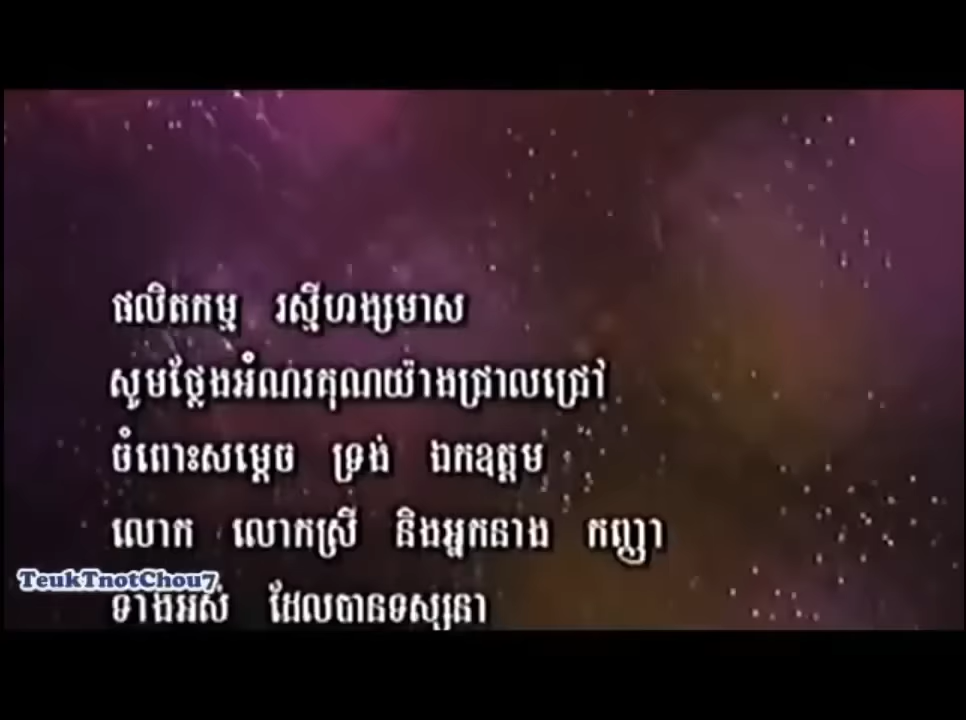 ផលិតកម្ម រស្មីហង្សមាស
សូមថ្លែងអំណរគុណយ៉ាងជ្រាលជ្រៅ
ចំពោះសម្ដេច ទ្រង់ ឯកឧត្ដម
លោក លោកស្រី និងអ្នកនាង កញ្ញា
TeukTnotChou7
ទាំងអស់ ដែលបានទស្សនា